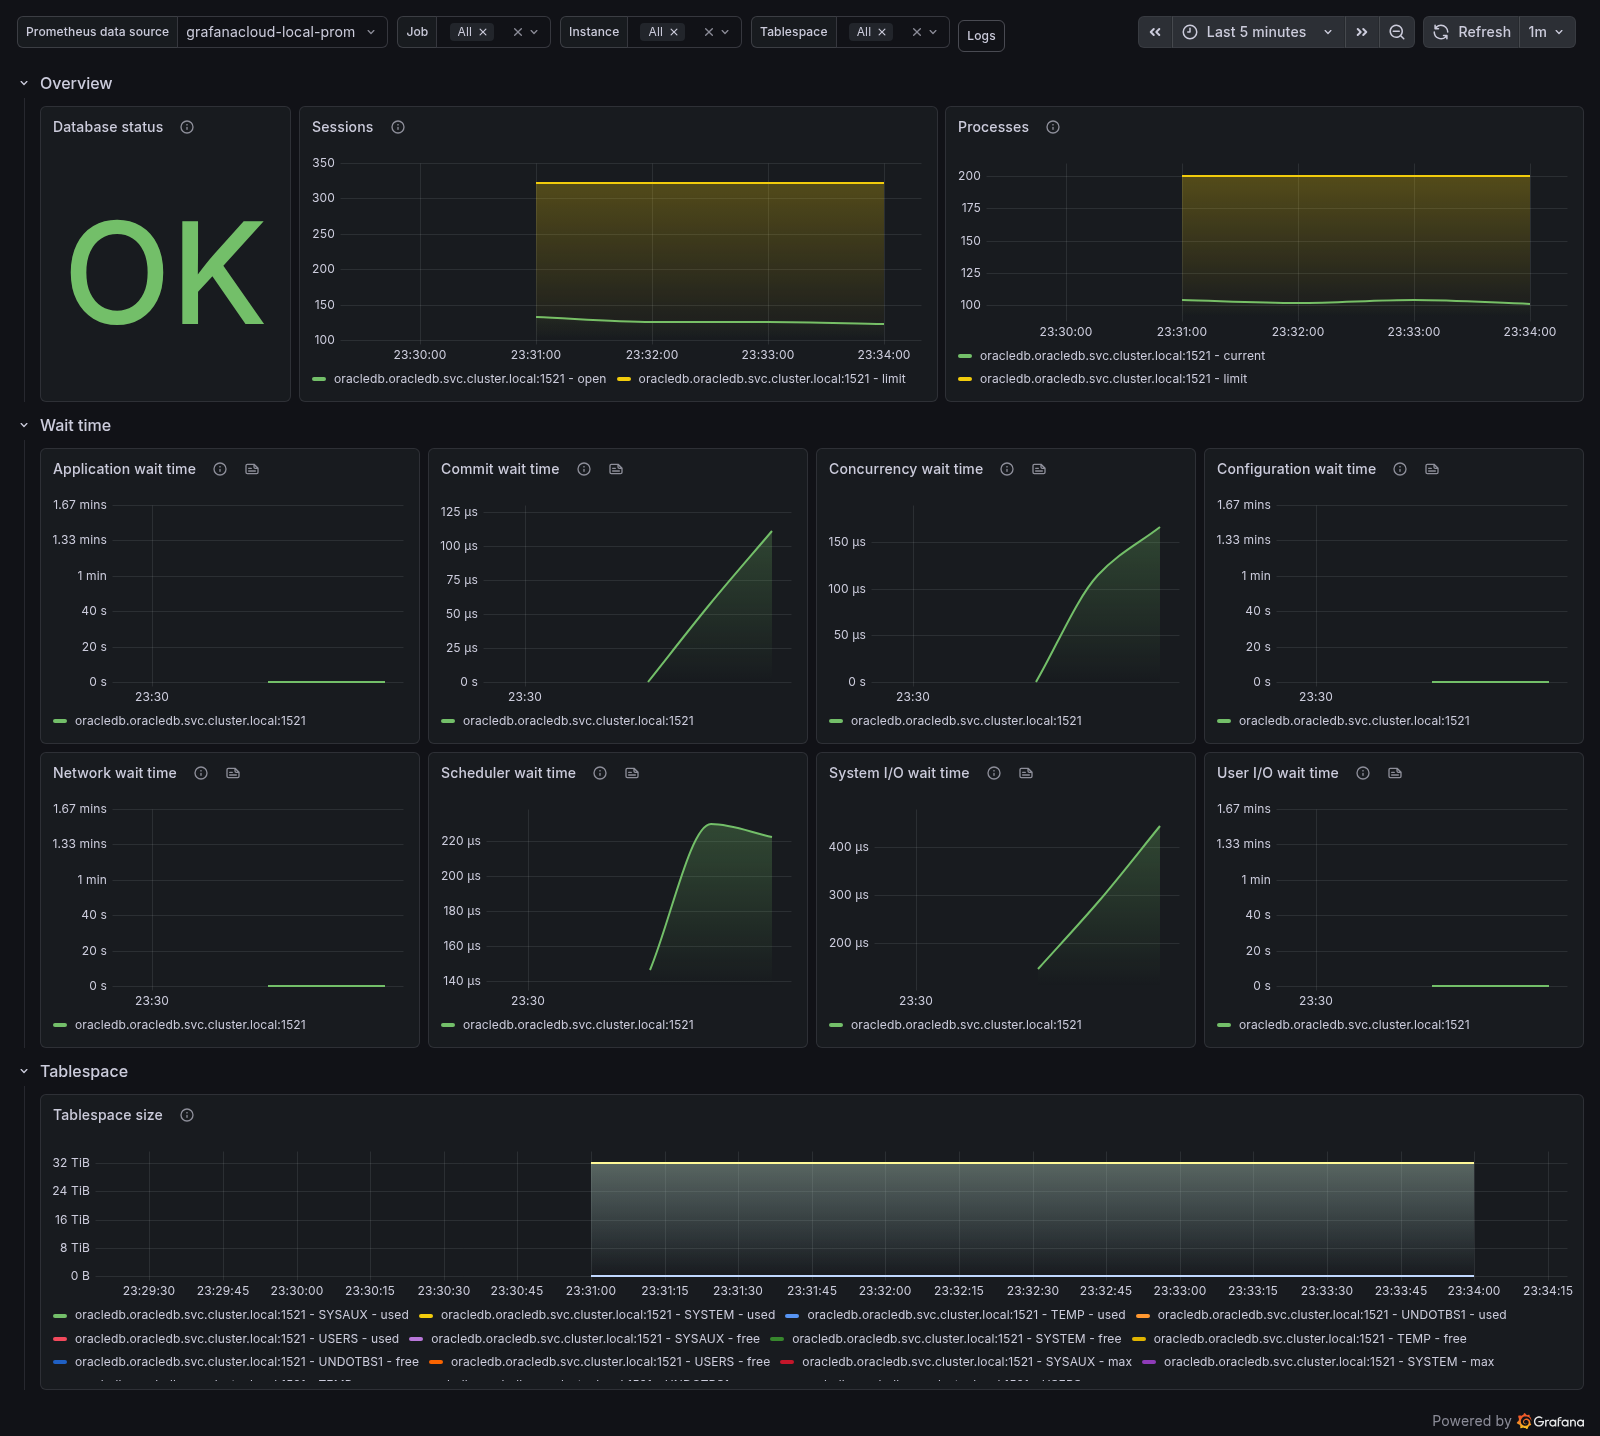 Prometheus data source grafanacloud-local-prom Job All Instance All Tablespace All Logs Last 5 minutes Refresh 1m
Overview
Database status
OK
Sessions
350
300
250
200
150
100
23:30:00 23:31:00 23:32:00 23:33:00 23:34:00
oracledb.oracledb.svc.cluster.local:1521 - open oracledb.oracledb.svc.cluster.local:1521 - limit
Processes
200
175
150
125
100
23:30:00 23:31:00 23:32:00 23:33:00 23:34:00
oracledb.oracledb.svc.cluster.local:1521 - current
oracledb.oracledb.svc.cluster.local:1521 - limit
Wait time
Application wait time
1.67 mins
1.33 mins
1 min
40 s
20 s
0 s
23:30
oracledb.oracledb.svc.cluster.local:1521
Commit wait time
125 µs
100 µs
75 µs
50 µs
25 µs
0 s
23:30
oracledb.oracledb.svc.cluster.local:1521
Concurrency wait time
150 µs
100 µs
50 µs
0 s
23:30
oracledb.oracledb.svc.cluster.local:1521
Configuration wait time
1.67 mins
1.33 mins
1 min
40 s
20 s
0 s
23:30
oracledb.oracledb.svc.cluster.local:1521
Network wait time
1.67 mins
1.33 mins
1 min
40 s
20 s
0 s
23:30
oracledb.oracledb.svc.cluster.local:1521
Scheduler wait time
220 µs
200 µs
180 µs
160 µs
140 µs
23:30
oracledb.oracledb.svc.cluster.local:1521
System I/O wait time
400 µs
300 µs
200 µs
23:30
oracledb.oracledb.svc.cluster.local:1521
User I/O wait time
1.67 mins
1.33 mins
1 min
40 s
20 s
0 s
23:30
oracledb.oracledb.svc.cluster.local:1521
Tablespace
Tablespace size
32 TiB
24 TiB
16 TiB
8 TiB
0 B
23:29:30 23:29:45 23:30:00 23:30:15 23:30:30 23:30:45 23:31:00 23:31:15 23:31:30 23:31:45 23:32:00 23:32:15 23:32:30 23:32:45 23:33:00 23:33:15 23:33:30 23:33:45 23:34:00 23:34:15
oracledb.oracledb.svc.cluster.local:1521 - SYSAUX - used oracledb.oracledb.svc.cluster.local:1521 - SYSTEM - used oracledb.oracledb.svc.cluster.local:1521 - TEMP - used oracledb.oracledb.svc.cluster.local:1521 - UNDOTBS1 - used
oracledb.oracledb.svc.cluster.local:1521 - USERS - used oracledb.oracledb.svc.cluster.local:1521 - SYSAUX - free oracledb.oracledb.svc.cluster.local:1521 - SYSTEM - free oracledb.oracledb.svc.cluster.local:1521 - TEMP - free
oracledb.oracledb.svc.cluster.local:1521 - UNDOTBS1 - free oracledb.oracledb.svc.cluster.local:1521 - USERS - free oracledb.oracledb.svc.cluster.local:1521 - SYSAUX - max oracledb.oracledb.svc.cluster.local:1521 - SYSTEM - max
Powered by Grafana